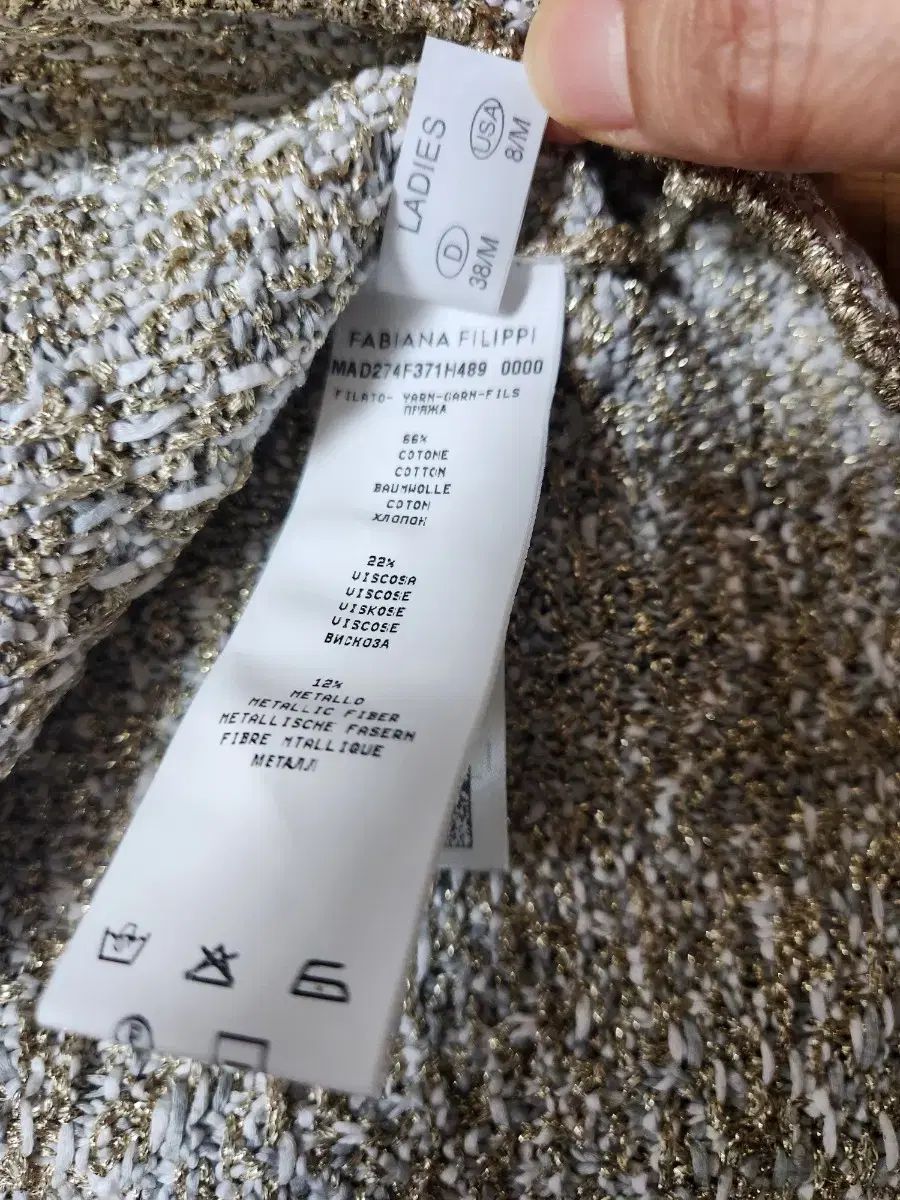 LADIES
USA
8/M
D
38/M
FABIANA FILIPPI
MAD274F371H489 0000
FILATO- YARN-GARN-FILS
ПРЯЖА
66%
COTONE
COTTON
BAUMWOLLE
COTON
ХЛОПОК
22%
VISCOSA
VISCOSE
VISKOSE
VISCOSE
ВИСКОЗА
12%
METALLO
METALLIC FIBER
METALLISCHE FASERN
FIBRE MTALLIQUE
МЕТАЛЛ